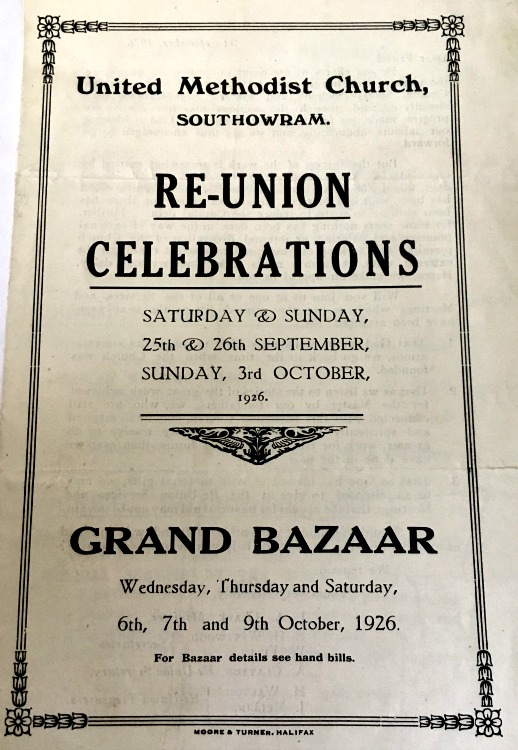 United Methodist Church,
SOUTHOWRAM.
RE-UNION
CELEBRATIONS
SATURDAY & SUNDAY,
25th & 26th SEPTEMBER,
SUNDAY, 3rd OCTOBER,
1926.
GRAND BAZAAR
Wednesday, Thursday and Saturday,
6th, 7th and 9th October, 1926.
For Bazaar details see hand bills.
MOORE & TURNER, HALIFAX